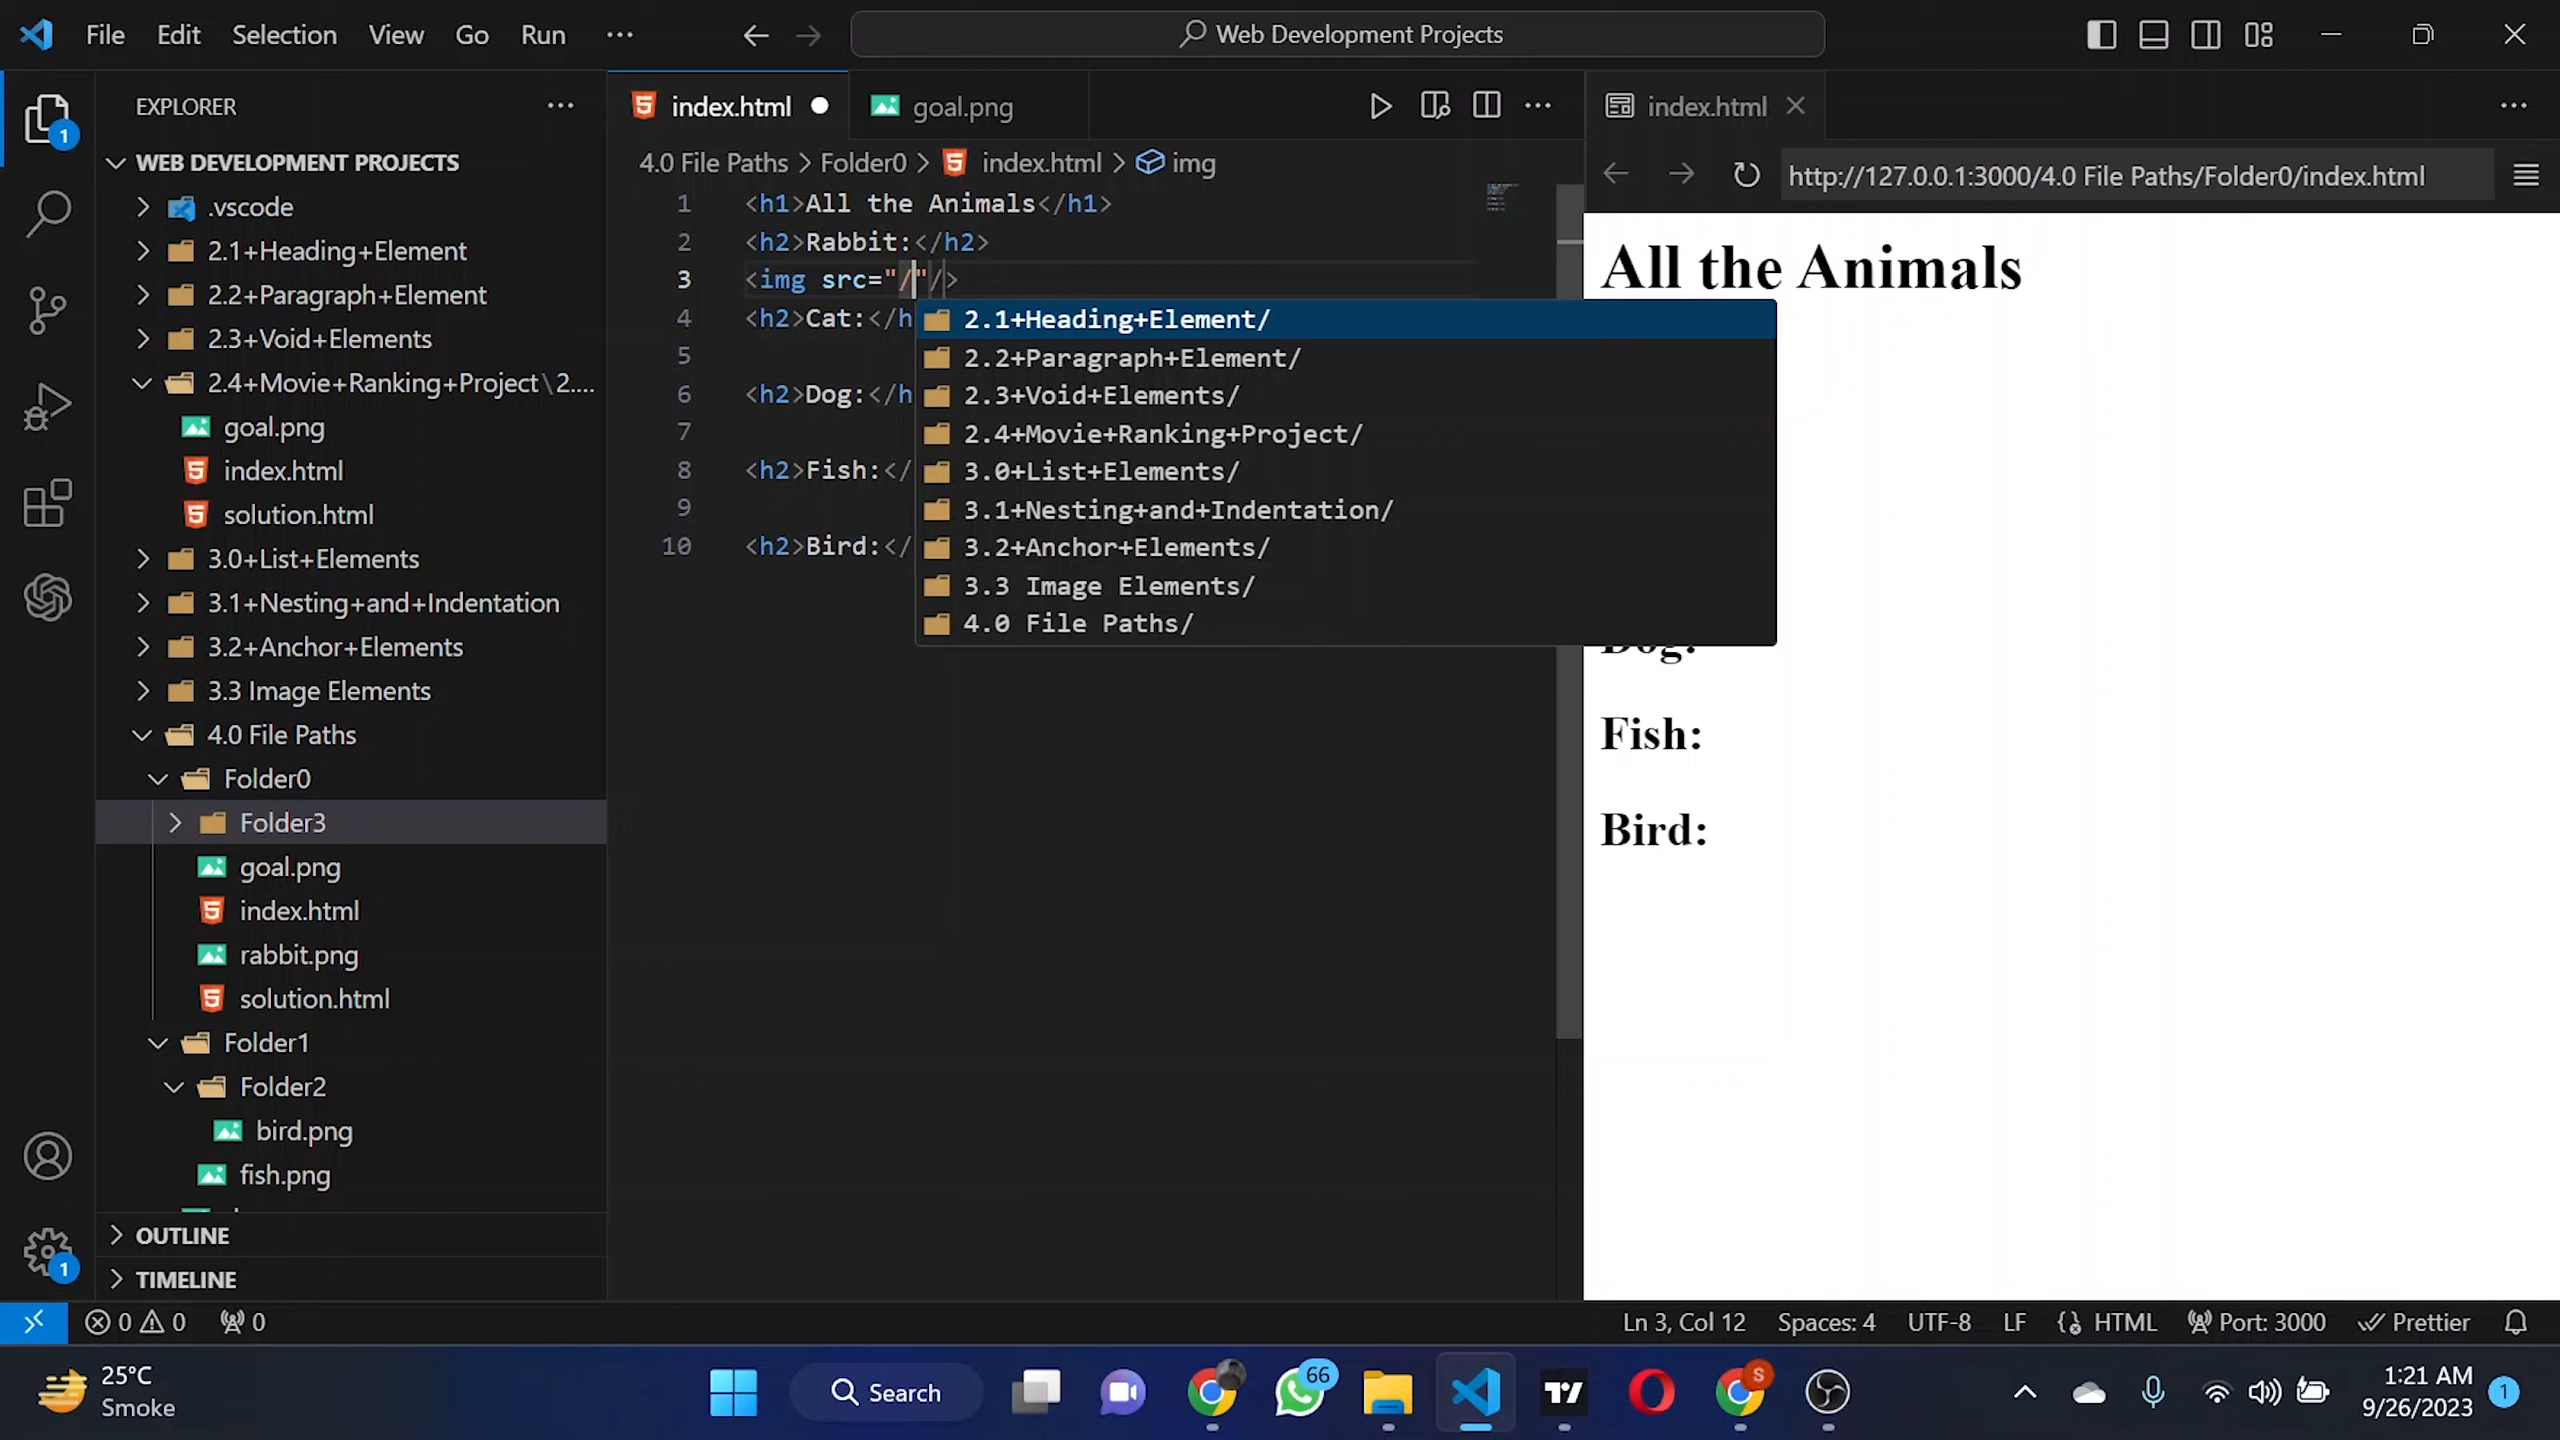 File Edit Selection View Go Run ···
Web Development Projects
EXPLORER
1
WEB DEVELOPMENT PROJECTS
.vscode
2.1+Heading+Element
2.2+Paragraph+Element
2.3+Void+Elements
2.4+Movie+Ranking+Project\2....
goal.png
index.html
solution.html
3.0+List+Elements
3.1+Nesting+and+Indentation
3.2+Anchor+Elements
3.3 Image Elements
4.0 File Paths
Folder0
Folder3
goal.png
index.html
rabbit.png
solution.html
Folder1
Folder2
bird.png
fish.png
OUTLINE
1
TIMELINE
index.html
goal.png
4.0 File Paths > Folder0 > index.html > img
1 <h1>All the Animals</h1>
2 <h2>Rabbit:</h2>
3 <img src="/"/>
4 <h2>Cat:</h
5
6 <h2>Dog:</h
7
8 <h2>Fish:</
9
10 <h2>Bird:</
2.1+Heading+Element/
2.2+Paragraph+Element/
2.3+Void+Elements/
2.4+Movie+Ranking+Project/
3.0+List+Elements/
3.1+Nesting+and+Indentation/
3.2+Anchor+Elements/
3.3 Image Elements/
4.0 File Paths/
index.html
http://127.0.0.1:3000/4.0 File Paths/Folder0/index.html
All the Animals
Dog:
Fish:
Bird:
0 0 0
Ln 3, Col 12 Spaces: 4 UTF-8 LF HTML Port: 3000 Prettier
25°C
Smoke
Search
66
S
1:21 AM
9/26/2023
1